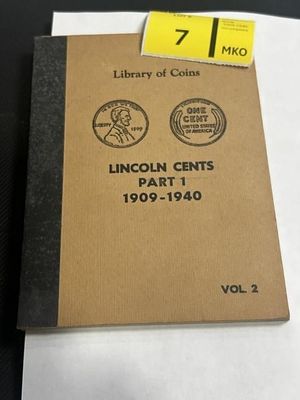 7
MKO
Library of Coins
LIBERTY
1909
ONE
CENT
UNITED STATES
OF AMERICA
LINCOLN CENTS
PART 1
1909-1940
VOL. 2